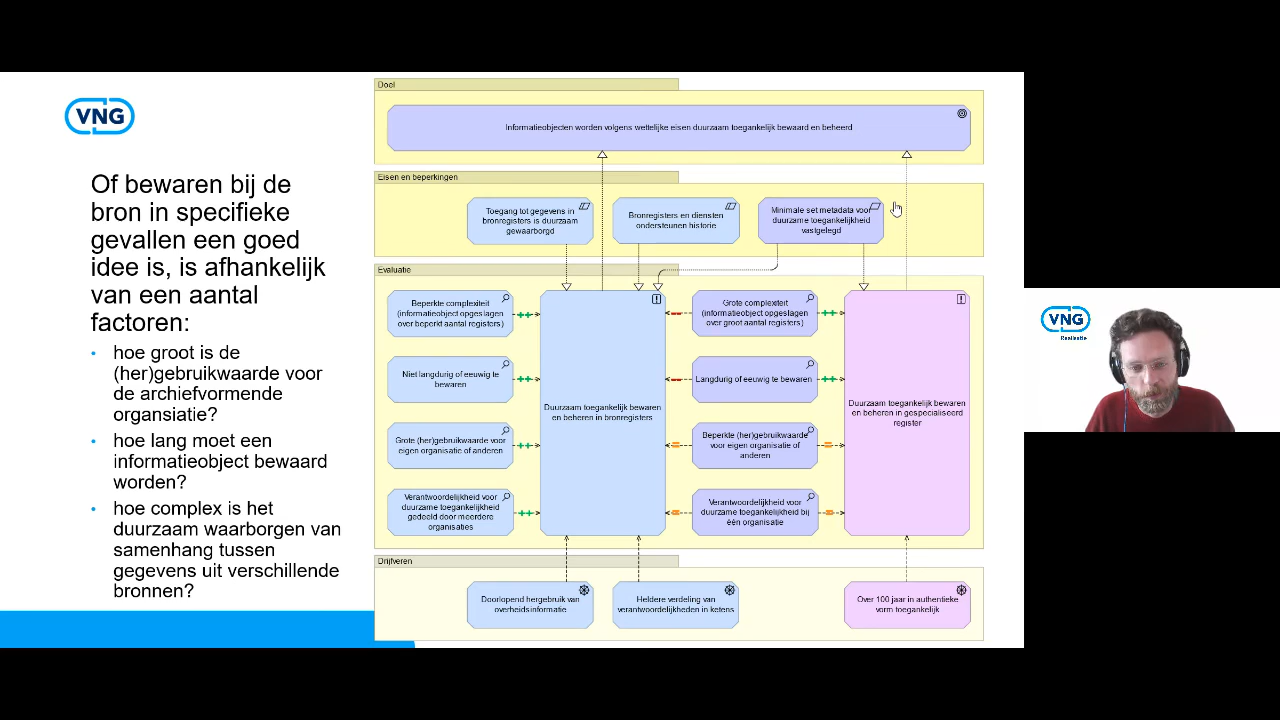 VNG
Of bewaren bij de
bron in specifieke
gevallen een goed
idee is, is afhankelijk
van een aantal
factoren:
• hoe groot is de
(her)gebruikwaarde voor
de archiefvormende
organsiatie?
• hoe lang moet een
informatieobject bewaard
worden?
• hoe complex is het
duurzaam waarborgen van
samenhang tussen
gegevens uit verschillende
bronnen?
Doel
Informatieobjecten worden volgens wettelijke eisen duurzaam toegankelijk bewaard en beheerd
Eisen en beperkingen
Toegang tot gegevens in
bronregisters is duurzaam
gewaarborgd
Bronregisters en diensten
ondersteunen historie
Minimale set metadata voor
duurzame toegankelijkheid
vastgelegd
Evaluatie
Beperkte complexiteit
(informatieobject opgeslagen
over beperkt aantal registers)
++
Niet langdurig of eeuwig te
bewaren
++
Grote (her)gebruikwaarde voor
eigen organisatie of anderen
++
Verantwoordelijkheid voor
duurzame toegankelijkheid
gedeeld door meerdere
organisaties
++
Duurzaam toegankelijk bewaren
en beheren in bronregisters
--
Grote complexiteit
(informatieobject opgeslagen
over groot aantal registers)
++
--
Langdurig of eeuwig te bewaren
++
=
Beperkte (her)gebruikwaarde
voor eigen organisatie of
anderen
=
=
Verantwoordelijkheid voor
duurzame toegankelijkheid bij
één organisatie
=
Duurzaam toegankelijk bewaren
en beheren in gespecialiseerd
register
Drijfveren
Doorlopend hergebruik van
overheidsinformatie
Heldere verdeling van
verantwoordelijkheden in ketens
Over 100 jaar in authentieke
vorm toegankelijk
VNG
Realisatie